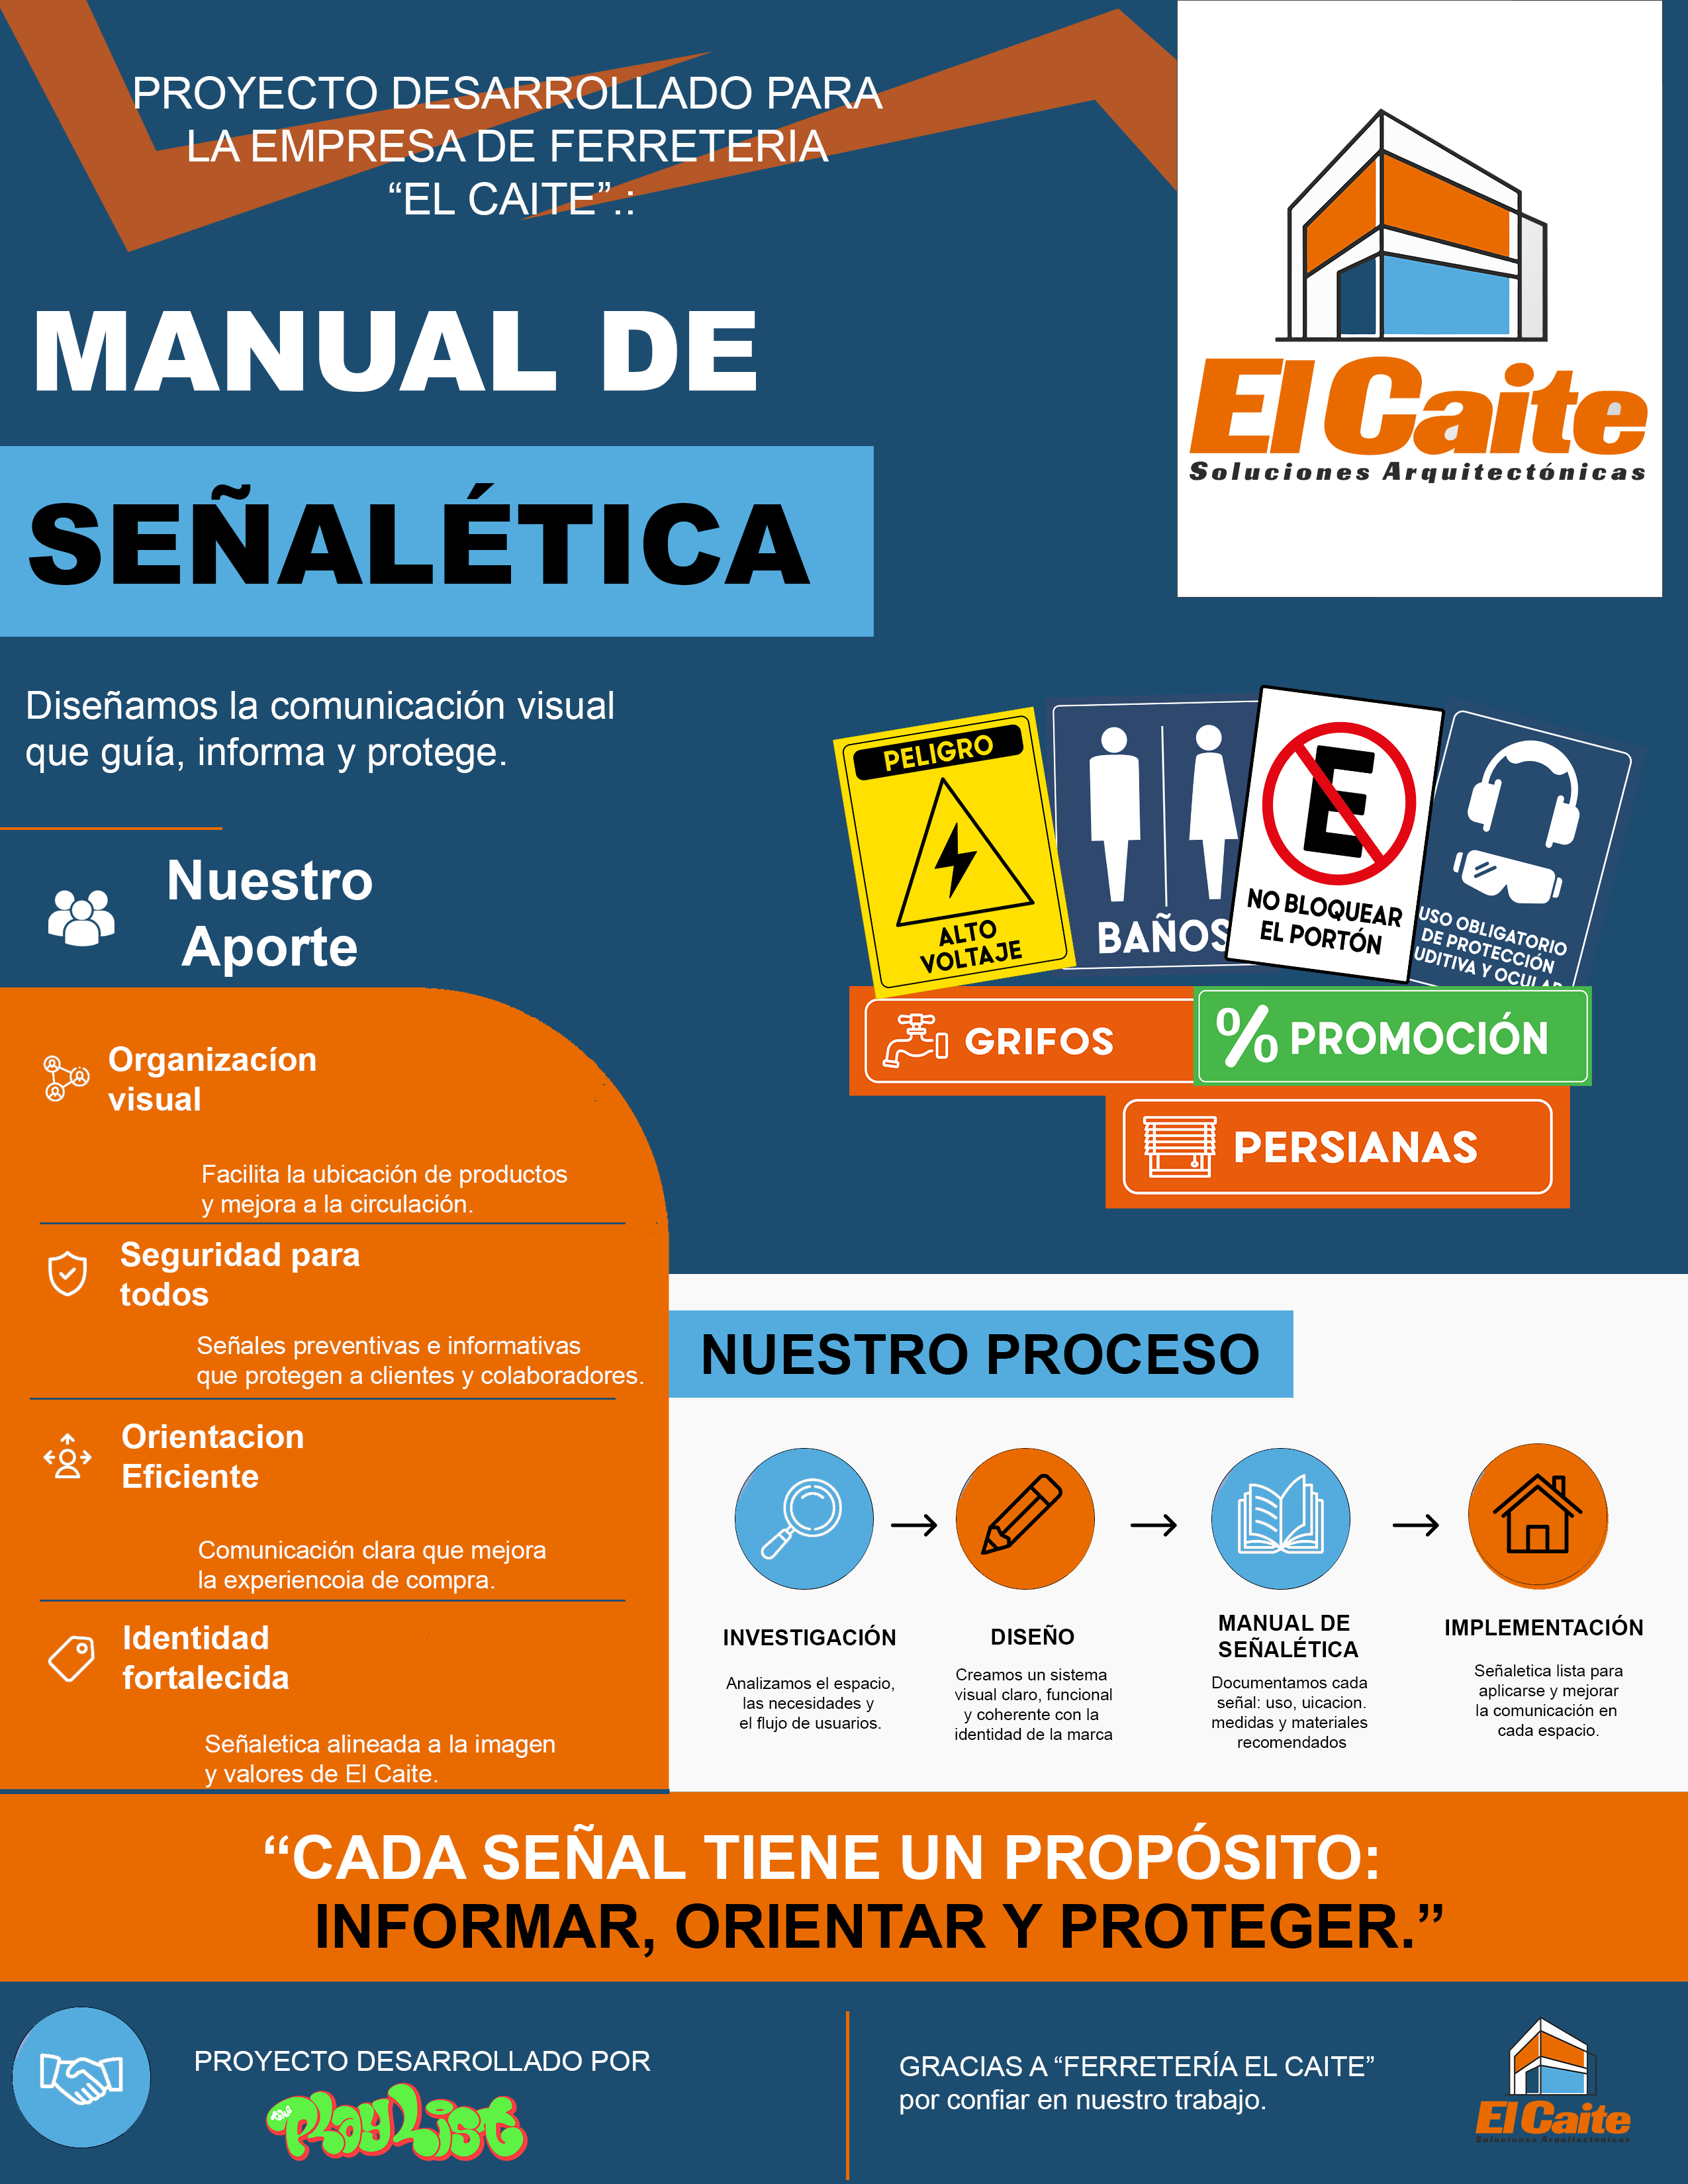 PROYECTO DESARROLLADO PARA
LA EMPRESA DE FERRETERIA
“EL CAITE”.:
El Caite
Soluciones Arquitectónicas
MANUAL DE
SEÑALÉTICA
Diseñamos la comunicación visual
que guía, informa y protege.
PELIGRO
ALTO
VOLTAJE
BAÑOS
NO BLOQUEAR
EL PORTÓN
USO OBLIGATORIO
DE PROTECCIÓN
UDITIVA Y OCULAR
GRIFOS
% PROMOCIÓN
PERSIANAS
Nuestro
Aporte
Organizacíon
visual
Facilita la ubicación de productos
y mejora a la circulación.
Seguridad para
todos
Señales preventivas e informativas
que protegen a clientes y colaboradores.
Orientacion
Eficiente
Comunicación clara que mejora
la experiencoia de compra.
Identidad
fortalecida
Señaletica alineada a la imagen
y valores de El Caite.
NUESTRO PROCESO
INVESTIGACIÓN
Analizamos el espacio,
las necesidades y
el flujo de usuarios.
DISEÑO
Creamos un sistema
visual claro, funcional
y coherente con la
identidad de la marca
MANUAL DE
SEÑALÉTICA
Documentamos cada
señal: uso, uicacion.
medidas y materiales
recomendados
IMPLEMENTACIÓN
Señaletica lista para
aplicarse y mejorar
la comunicación en
cada espacio.
“CADA SEÑAL TIENE UN PROPÓSITO:
INFORMAR, ORIENTAR Y PROTEGER.”
PROYECTO DESARROLLADO POR
PlayList
GRACIAS A “FERRETERÍA EL CAITE”
por confiar en nuestro trabajo.
El Caite
Soluciones Arquitectónicas